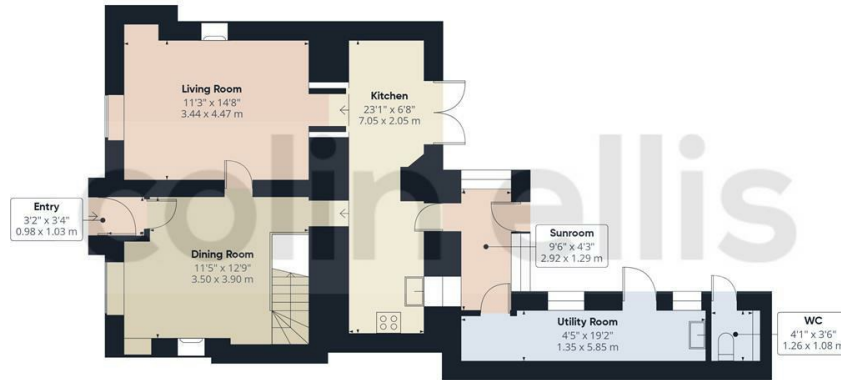 Living Room
11'3" x 14'8"
3.44 x 4.47 m
Kitchen
23'1" x 6'8"
7.05 x 2.05 m
colin ellis
Entry
3'2" x 3'4"
0.98 x 1.03 m
Dining Room
11'5" x 12'9"
3.50 x 3.90 m
Sunroom
9'6" x 4'3"
2.92 x 1.29 m
Utility Room
4'5" x 19'2"
1.35 x 5.85 m
WC
4'1" x 3'6"
1.26 x 1.08 m